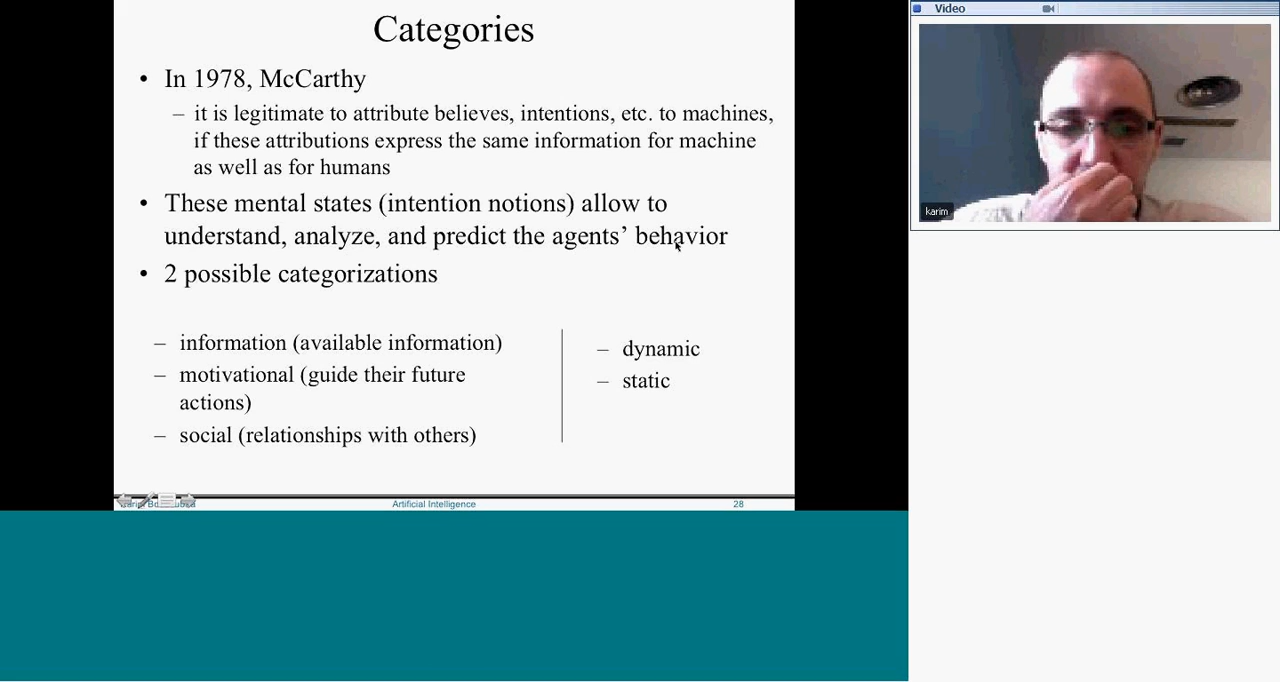 Categories
• In 1978, McCarthy
– it is legitimate to attribute believes, intentions, etc. to machines,
if these attributions express the same information for machine
as well as for humans
• These mental states (intention notions) allow to
understand, analyze, and predict the agents’ behavior
• 2 possible categorizations
– information (available information)
– motivational (guide their future
actions)
– social (relationships with others)
– dynamic
– static
Artificial Intelligence
28
Video
karim